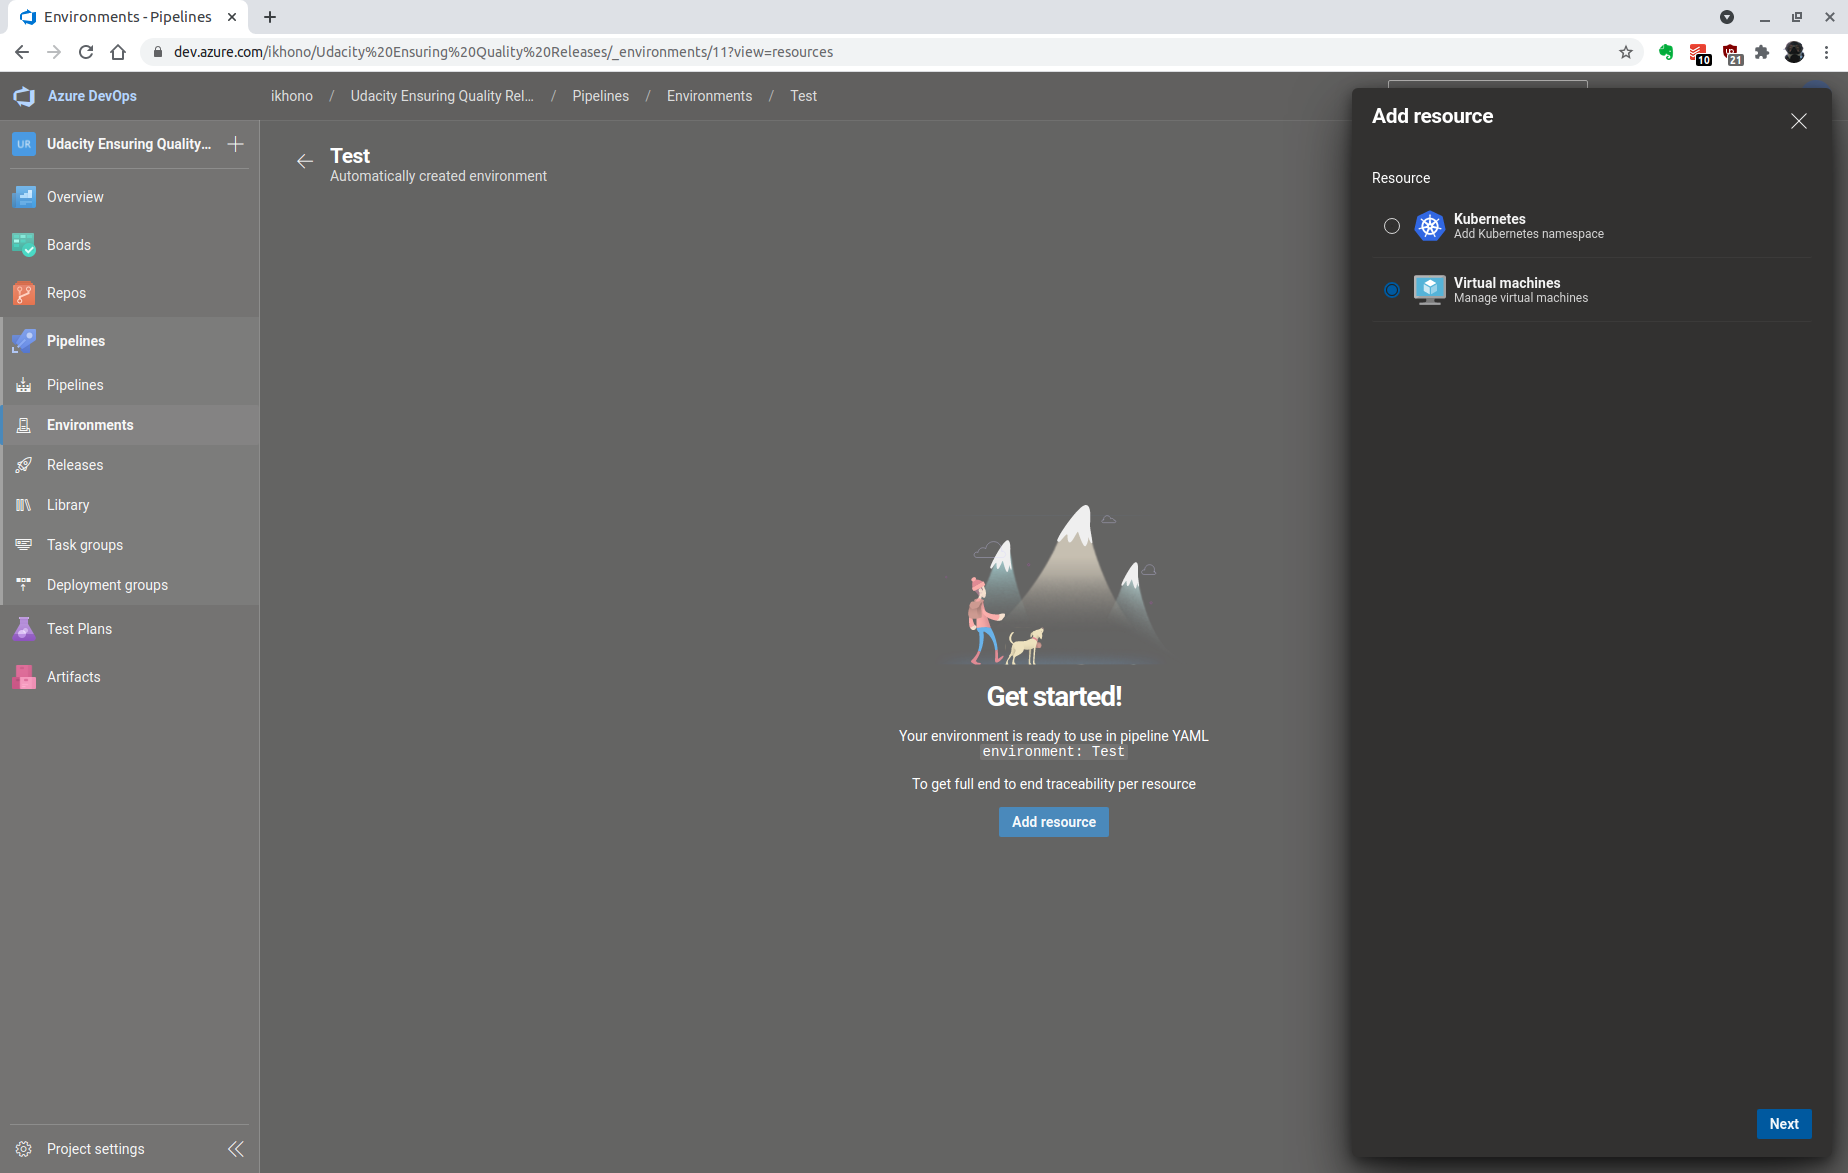 Environments - Pipelines
dev.azure.com/ikhono/Udacity%20Ensuring%20Quality%20Releases/_environments/11?view=resources
10
21
Azure DevOps
ikhono / Udacity Ensuring Quality Rel... / Pipelines / Environments / Test
UR
Udacity Ensuring Quality...
Overview
Boards
Repos
Pipelines
Pipelines
Environments
Releases
Library
Task groups
Deployment groups
Test Plans
Artifacts
Project settings
Test
Automatically created environment
Get started!
Your environment is ready to use in pipeline YAML
environment: Test
To get full end to end traceability per resource
Add resource
Add resource
Resource
Kubernetes
Add Kubernetes namespace
Virtual machines
Manage virtual machines
Next